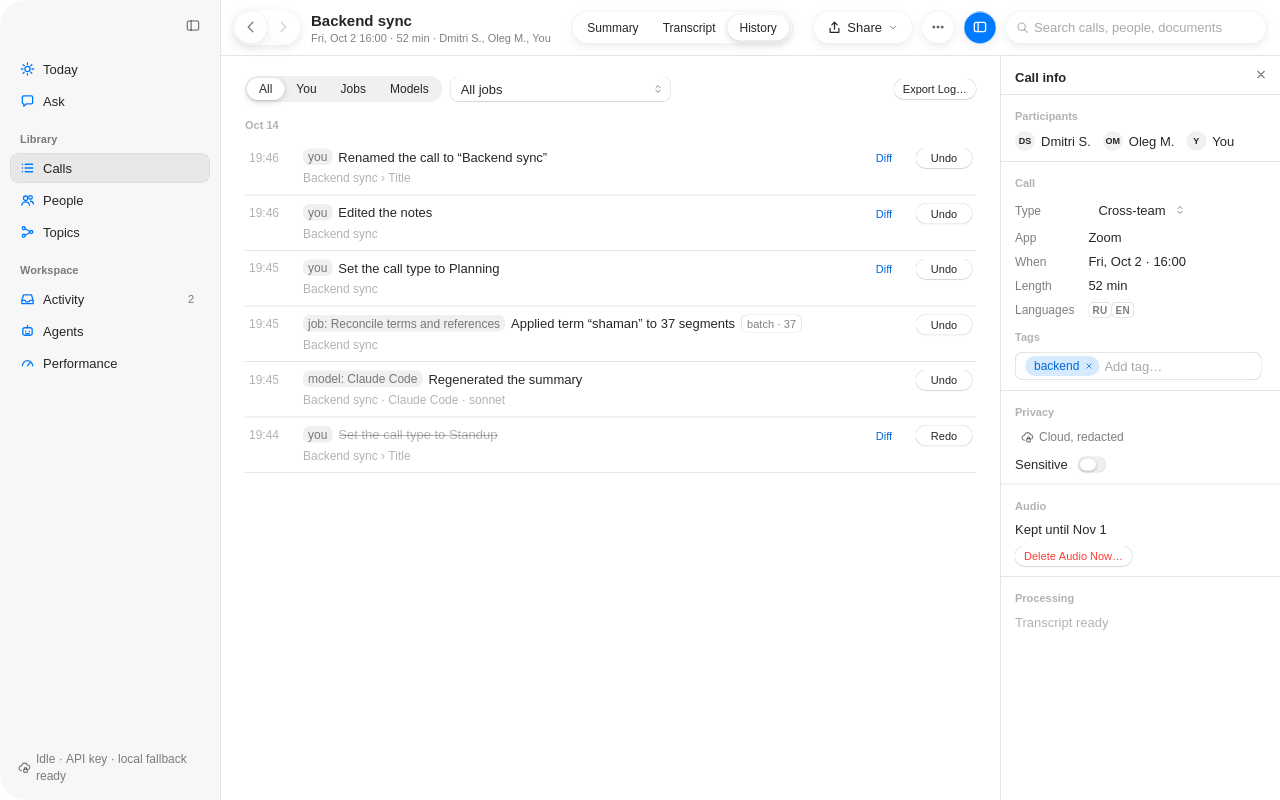 Today
Ask
Library
Calls
People
Topics
Workspace
Activity 2
Agents
Performance
Idle · API key · local fallback
ready
Backend sync
Fri, Oct 2 16:00 · 52 min · Dmitri S., Oleg M., You
Summary Transcript History
Share
Search calls, people, documents
All You Jobs Models
All jobs
Export Log…
Oct 14
19:46 you Renamed the call to “Backend sync” Diff Undo
Backend sync › Title
19:46 you Edited the notes Diff Undo
Backend sync
19:45 you Set the call type to Planning Diff Undo
Backend sync
19:45 job: Reconcile terms and references Applied term “shaman” to 37 segments batch · 37 Undo
Backend sync
19:45 model: Claude Code Regenerated the summary Undo
Backend sync · Claude Code · sonnet
19:44 you Set the call type to Standup Diff Redo
Backend sync › Title
Call info
Participants
DS Dmitri S. OM Oleg M. Y You
Call
Type Cross-team
App Zoom
When Fri, Oct 2 · 16:00
Length 52 min
Languages RU EN
Tags
backend × Add tag…
Privacy
Cloud, redacted
Sensitive
Audio
Kept until Nov 1
Delete Audio Now…
Processing
Transcript ready